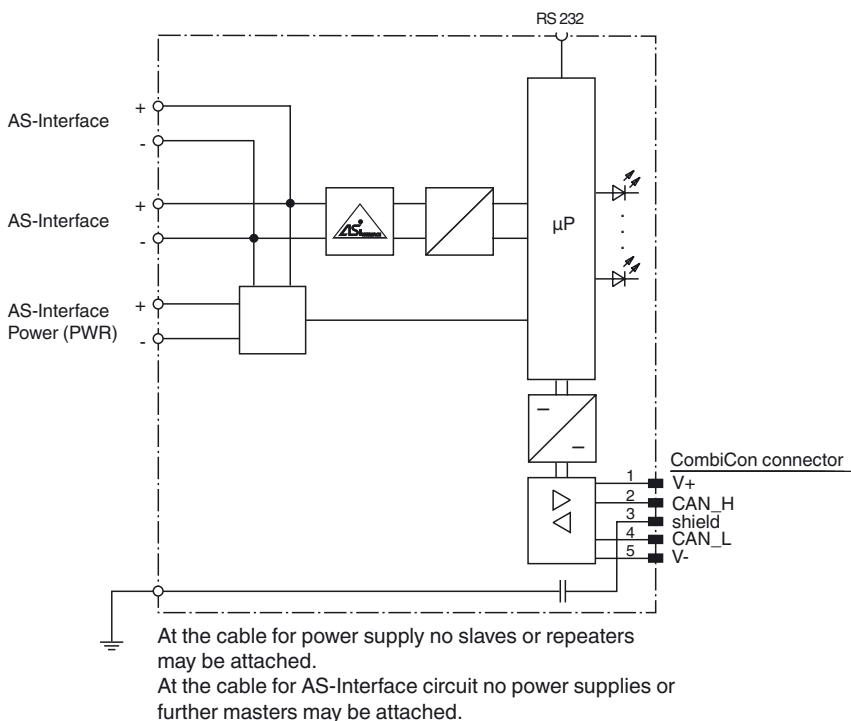 RS 232
AS-Interface
+
-
AS-Interface
+
-
AS-Interface
Power (PWR)
+
-
µP
CombiCon connector
1 V+
2 CAN_H
3 shield
4 CAN_L
5 V-
At the cable for power supply no slaves or repeaters
may be attached.
At the cable for AS-Interface circuit no power supplies or
further masters may be attached.